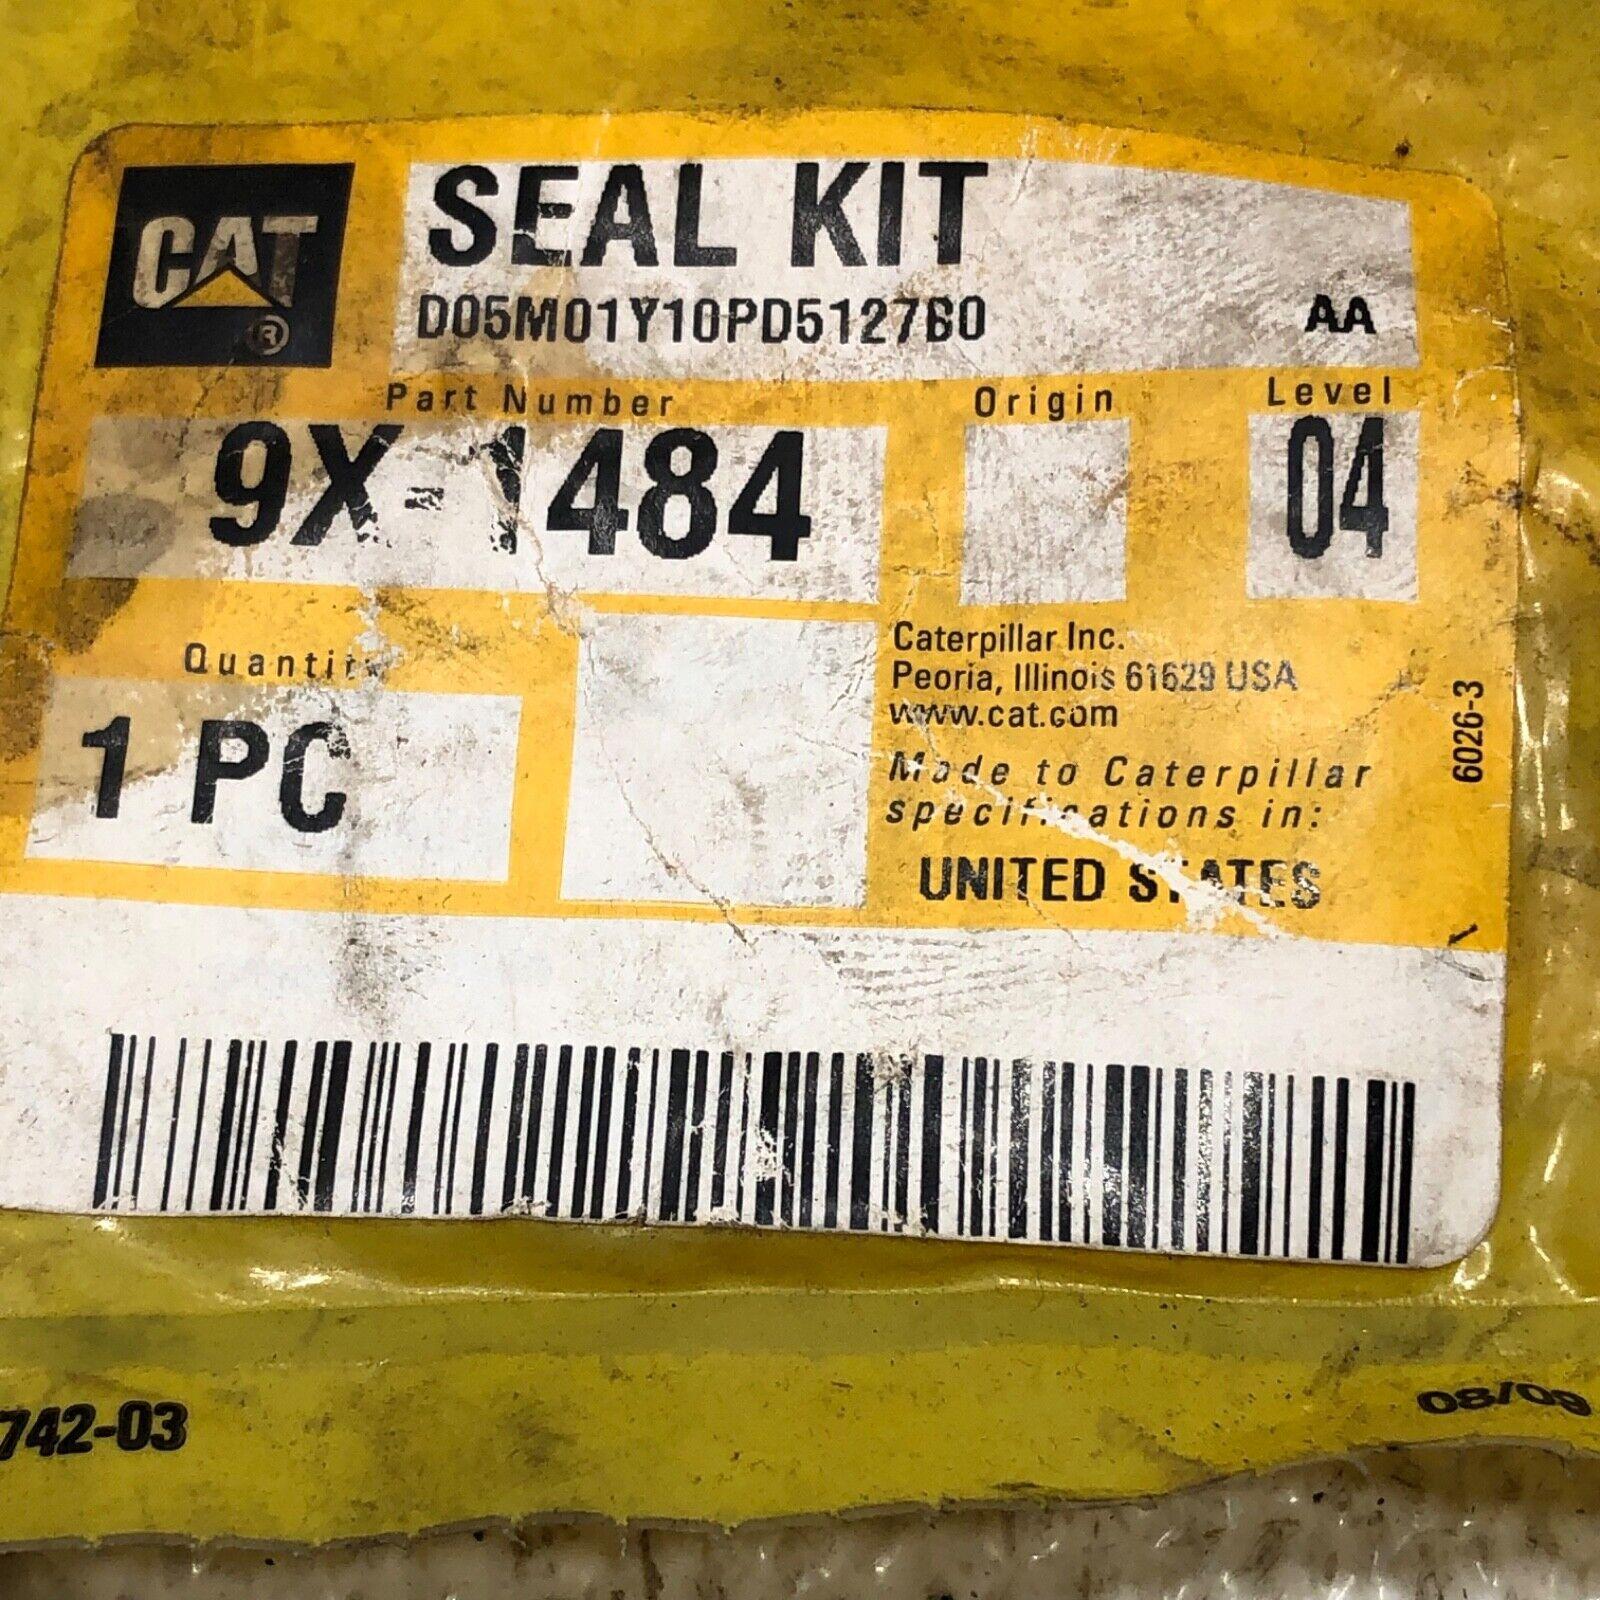 CAT
®
SEAL KIT
D05M01Y10PD5127B0 AA
Part Number Origin Level
9X-1484 04
Quantity
1 PC
Caterpillar Inc.
Peoria, Illinois 61629 USA
www.cat.com
Made to Caterpillar
specifications in:
UNITED STATES
6026-3
742-03 08/09